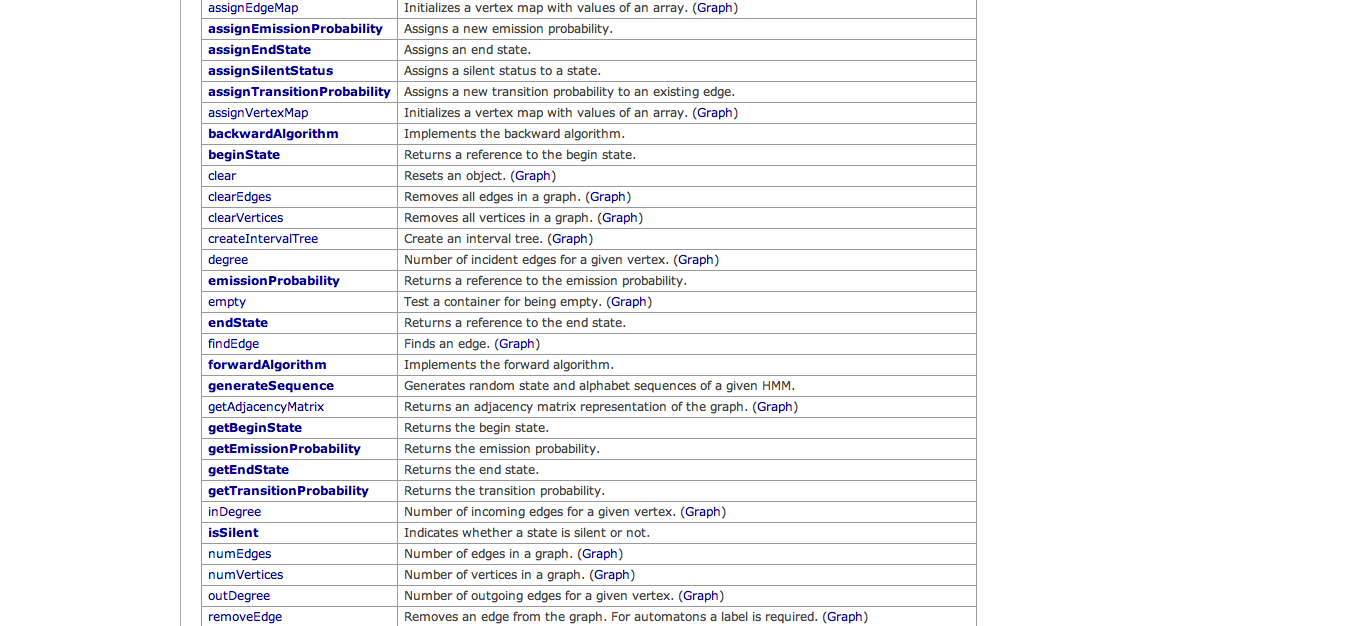 assignEdgeMap Initializes a vertex map with values of an array. (Graph)
assignEmissionProbability Assigns a new emission probability.
assignEndState Assigns an end state.
assignSilentStatus Assigns a silent status to a state.
assignTransitionProbability Assigns a new transition probability to an existing edge.
assignVertexMap Initializes a vertex map with values of an array. (Graph)
backwardAlgorithm Implements the backward algorithm.
beginState Returns a reference to the begin state.
clear Resets an object. (Graph)
clearEdges Removes all edges in a graph. (Graph)
clearVertices Removes all vertices in a graph. (Graph)
createIntervalTree Create an interval tree. (Graph)
degree Number of incident edges for a given vertex. (Graph)
emissionProbability Returns a reference to the emission probability.
empty Test a container for being empty. (Graph)
endState Returns a reference to the end state.
findEdge Finds an edge. (Graph)
forwardAlgorithm Implements the forward algorithm.
generateSequence Generates random state and alphabet sequences of a given HMM.
getAdjacencyMatrix Returns an adjacency matrix representation of the graph. (Graph)
getBeginState Returns the begin state.
getEmissionProbability Returns the emission probability.
getEndState Returns the end state.
getTransitionProbability Returns the transition probability.
inDegree Number of incoming edges for a given vertex. (Graph)
isSilent Indicates whether a state is silent or not.
numEdges Number of edges in a graph. (Graph)
numVertices Number of vertices in a graph. (Graph)
outDegree Number of outgoing edges for a given vertex. (Graph)
removeEdge Removes an edge from the graph. For automatons a label is required. (Graph)